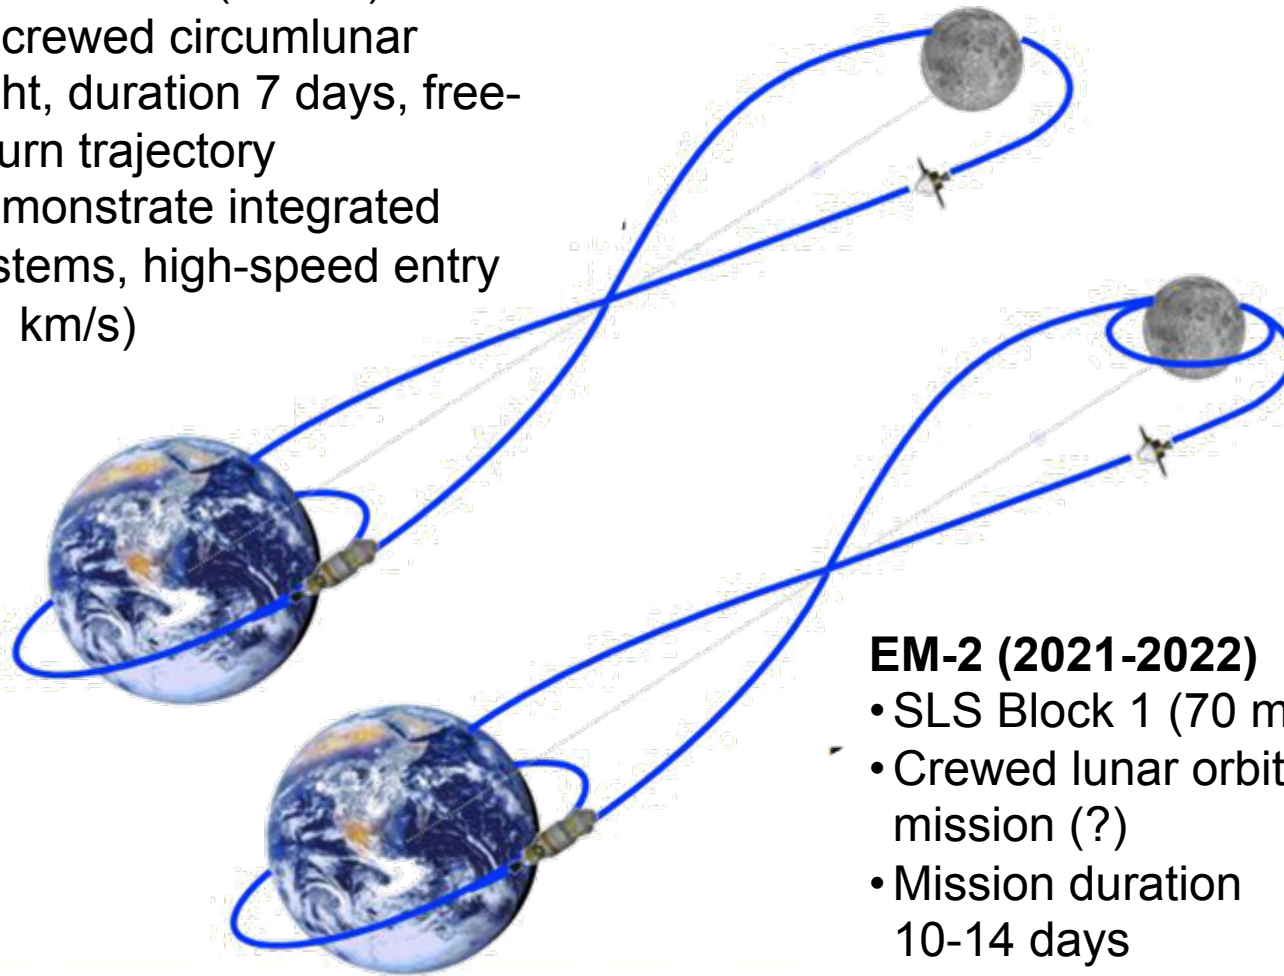 crewed circumlunar
ht, duration 7 days, free-
urn trajectory
monstrate integrated
stems, high-speed entry
km/s)
EM-2 (2021-2022)
• SLS Block 1 (70 m
• Crewed lunar orbit
mission (?)
• Mission duration
10-14 days